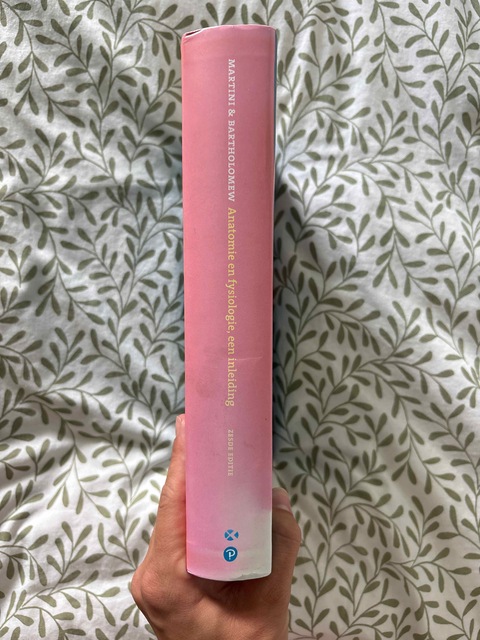 MARTINI & BARTHOLOMEW Anatomie en fysiologie, een inleiding ZESDE EDITIE